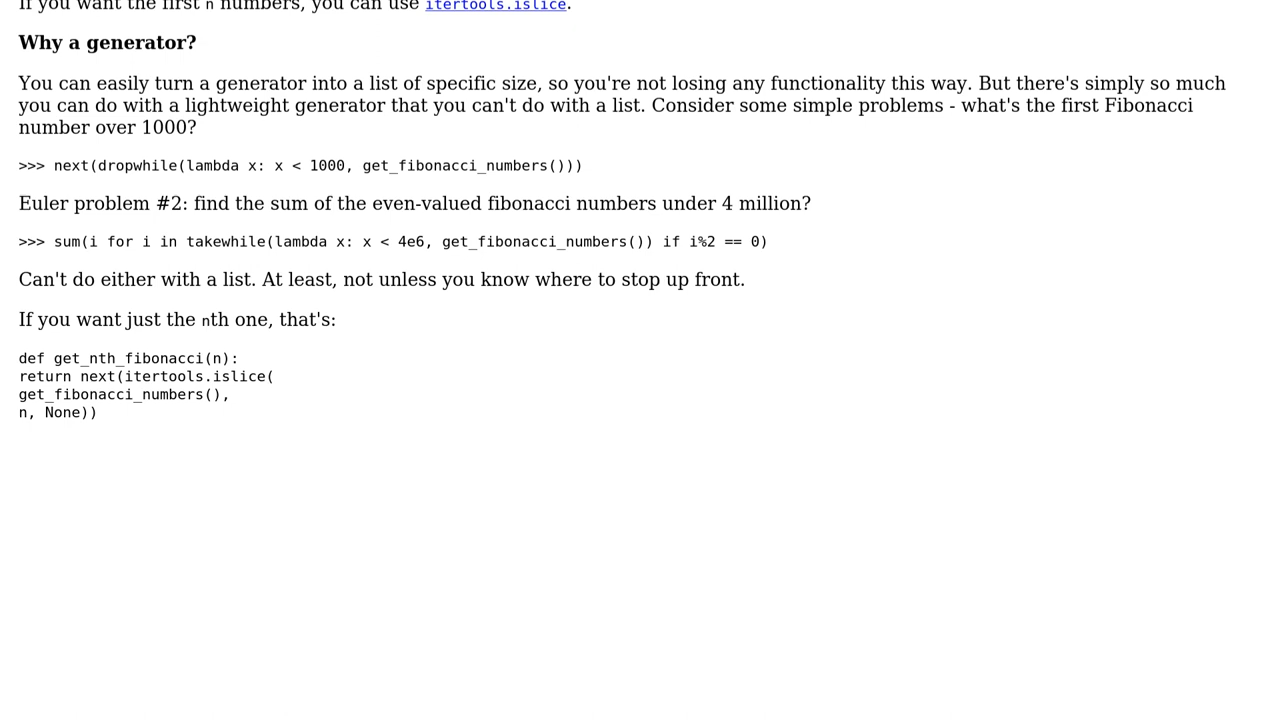 If you want the first n numbers, you can use itertools.islice.
Why a generator?
You can easily turn a generator into a list of specific size, so you're not losing any functionality this way. But there's simply so much
you can do with a lightweight generator that you can't do with a list. Consider some simple problems - what's the first Fibonacci
number over 1000?
>>> next(dropwhile(lambda x: x < 1000, get_fibonacci_numbers()))
Euler problem #2: find the sum of the even-valued fibonacci numbers under 4 million?
>>> sum(i for i in takewhile(lambda x: x < 4e6, get_fibonacci_numbers()) if i%2 == 0)
Can't do either with a list. At least, not unless you know where to stop up front.
If you want just the nth one, that's:
def get_nth_fibonacci(n):
return next(itertools.islice(
get_fibonacci_numbers(),
n, None))